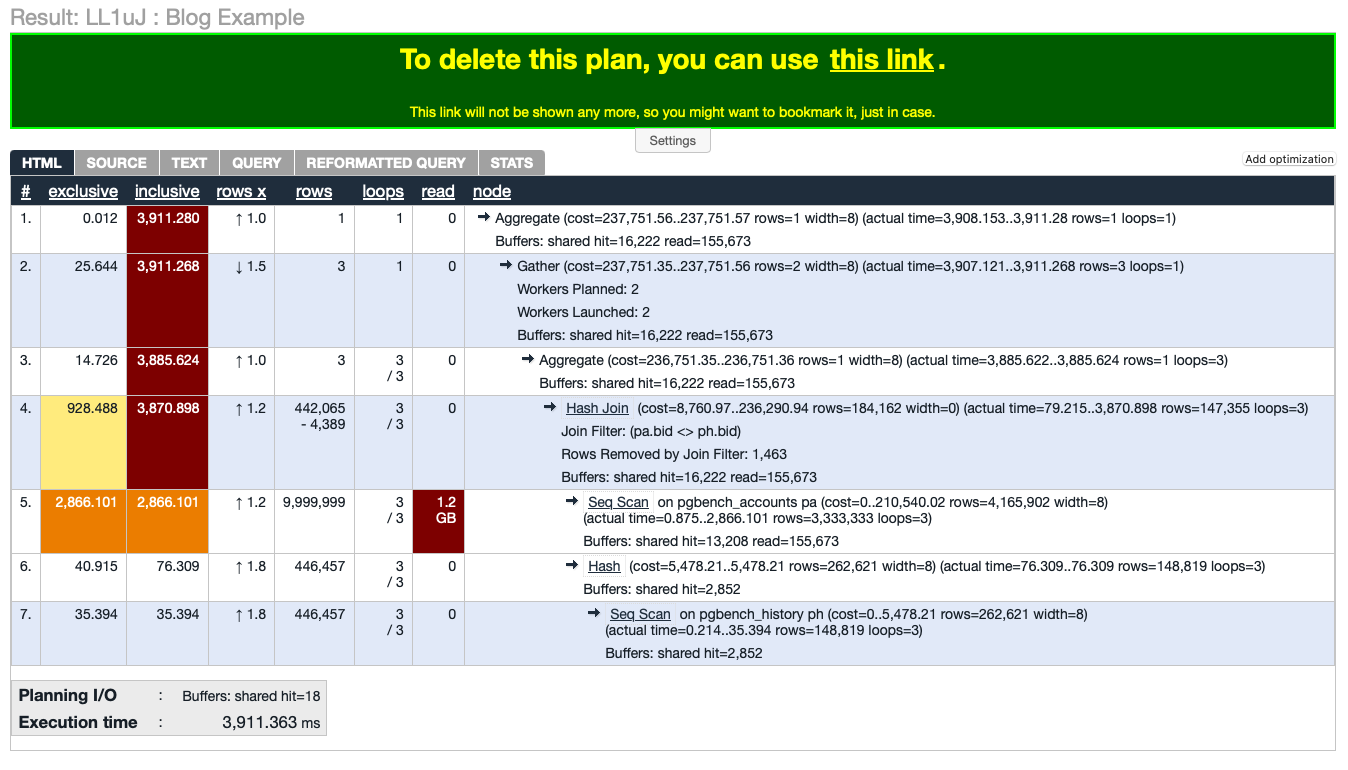 Result: LL1uJ : Blog Example
To delete this plan, you can use this link .
This link will not be shown any more, so you might want to bookmark it, just in case.
Settings
HTML SOURCE TEXT QUERY REFORMATTED QUERY STATS Add optimization
# exclusive inclusive rows x rows loops read node
1. 0.012 3,911.280 ↑ 1.0 1 1 0 → Aggregate (cost=237,751.56..237,751.57 rows=1 width=8) (actual time=3,908.153..3,911.28 rows=1 loops=1)
Buffers: shared hit=16,222 read=155,673
2. 25.644 3,911.268 ↓ 1.5 3 1 0 → Gather (cost=237,751.35..237,751.56 rows=2 width=8) (actual time=3,907.121..3,911.268 rows=3 loops=1)
Workers Planned: 2
Workers Launched: 2
Buffers: shared hit=16,222 read=155,673
3. 14.726 3,885.624 ↑ 1.0 3 3 0 → Aggregate (cost=236,751.35..236,751.36 rows=1 width=8) (actual time=3,885.622..3,885.624 rows=1 loops=3)
/ 3 Buffers: shared hit=16,222 read=155,673
4. 928.488 3,870.898 ↑ 1.2 442,065 3 0 → Hash Join (cost=8,760.97..236,290.94 rows=184,162 width=0) (actual time=79.215..3,870.898 rows=147,355 loops=3)
- 4,389 / 3 Join Filter: (pa.bid <> ph.bid)
Rows Removed by Join Filter: 1,463
Buffers: shared hit=16,222 read=155,673
5. 2,866.101 2,866.101 ↑ 1.2 9,999,999 3 1.2 → Seq Scan on pgbench_accounts pa (cost=0..210,540.02 rows=4,165,902 width=8)
/ 3 GB (actual time=0.875..2,866.101 rows=3,333,333 loops=3)
Buffers: shared hit=13,208 read=155,673
6. 40.915 76.309 ↑ 1.8 446,457 3 0 → Hash (cost=5,478.21..5,478.21 rows=262,621 width=8) (actual time=76.309..76.309 rows=148,819 loops=3)
/ 3 Buffers: shared hit=2,852
7. 35.394 35.394 ↑ 1.8 446,457 3 0 → Seq Scan on pgbench_history ph (cost=0..5,478.21 rows=262,621 width=8)
/ 3 (actual time=0.214..35.394 rows=148,819 loops=3)
Buffers: shared hit=2,852
Planning I/O : Buffers: shared hit=18
Execution time : 3,911.363 ms